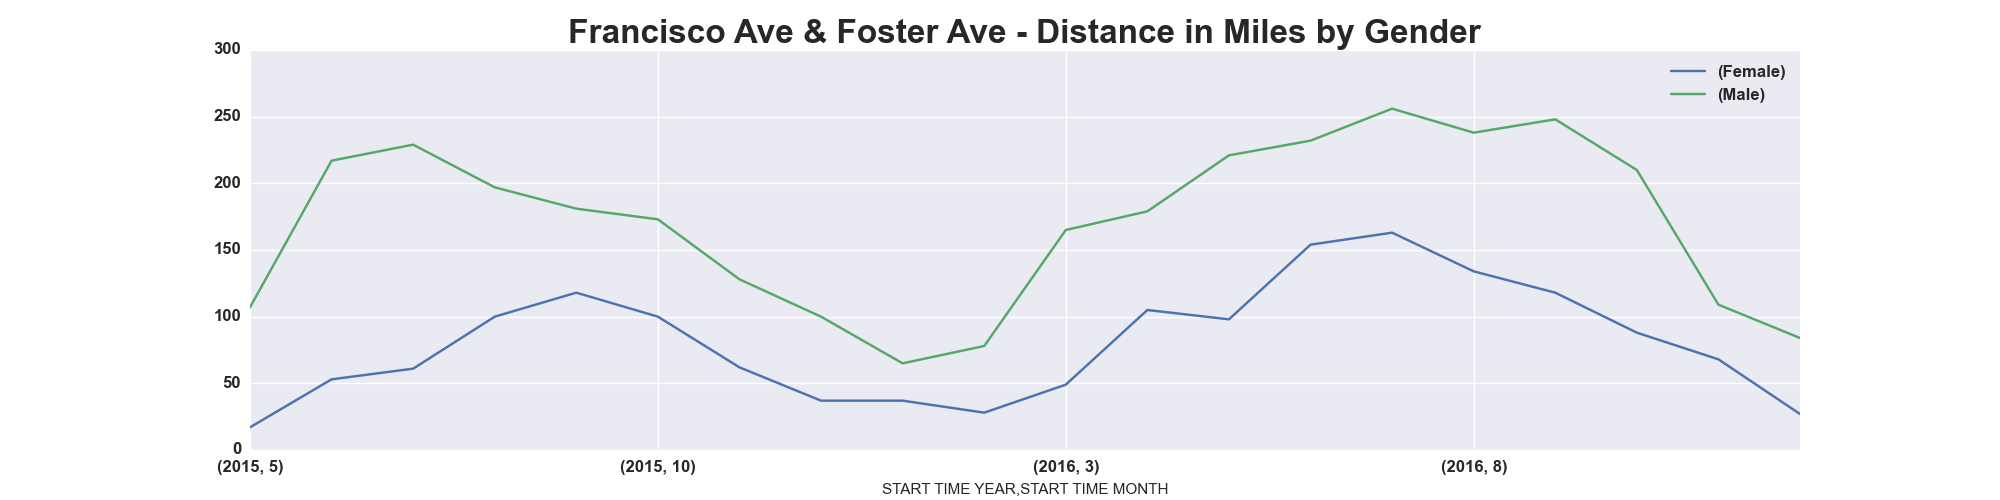 Francisco Ave & Foster Ave - Distance in Miles by Gender
300
250
200
150
100
50
0
(Female)
(Male)
(2015, 5) (2015, 10) (2016, 3) (2016, 8)
START TIME YEAR,START TIME MONTH